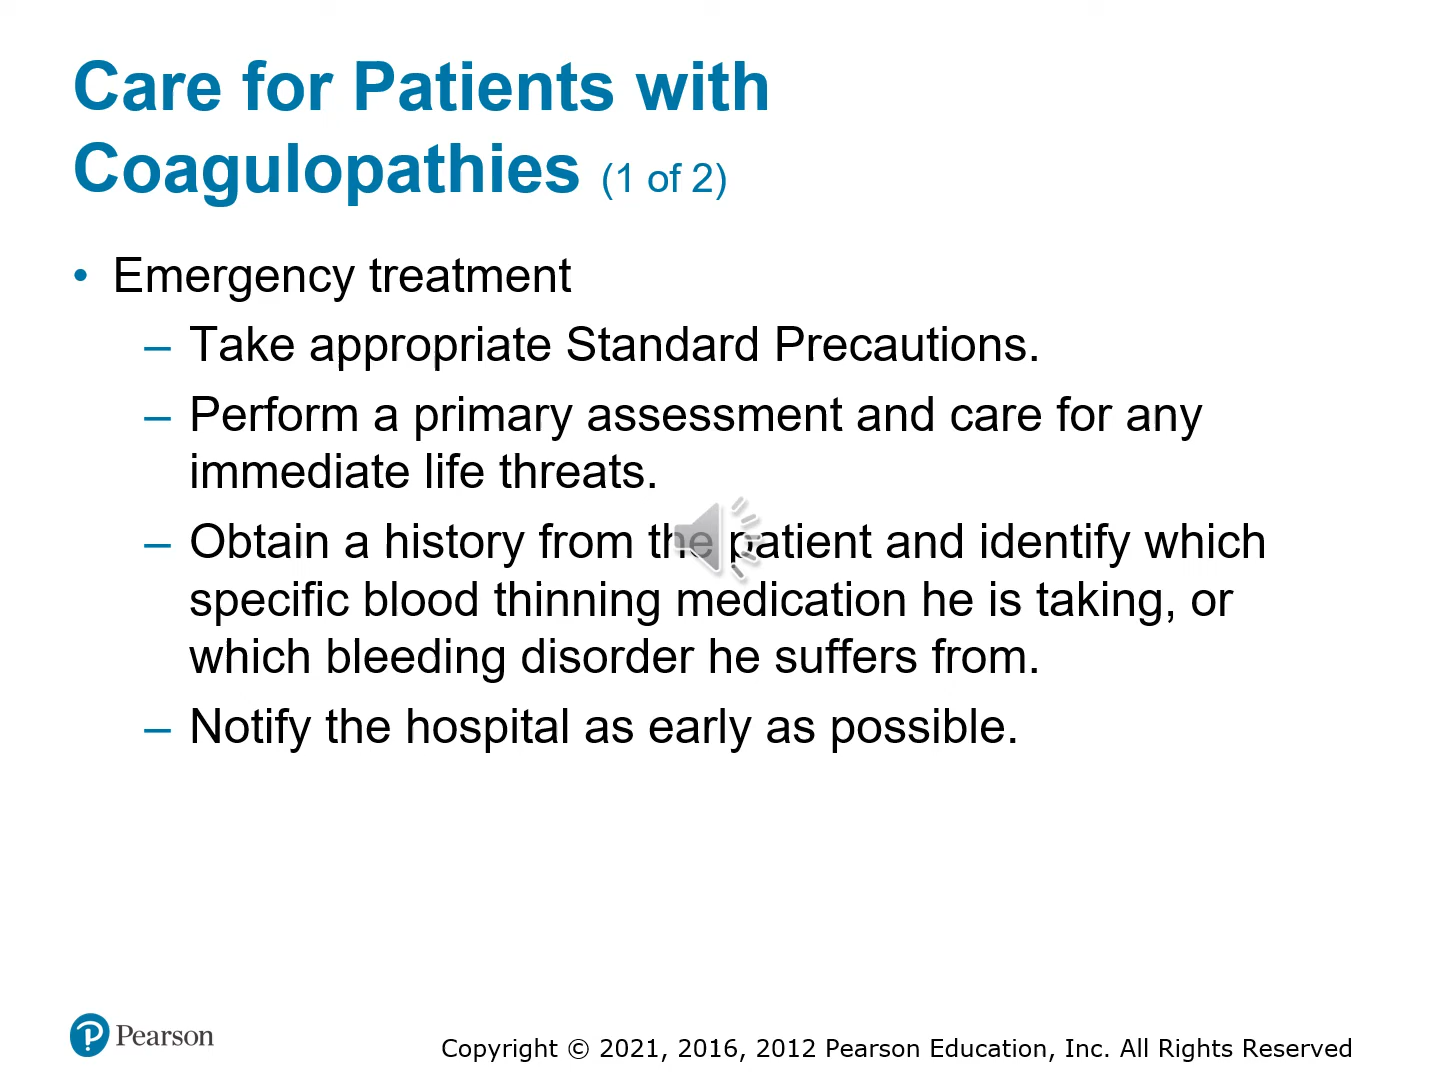 Care for Patients with
Coagulopathies (1 of 2)
• Emergency treatment
– Take appropriate Standard Precautions.
– Perform a primary assessment and care for any
immediate life threats.
– Obtain a history from the patient and identify which
specific blood thinning medication he is taking, or
which bleeding disorder he suffers from.
– Notify the hospital as early as possible.
Pearson
Copyright © 2021, 2016, 2012 Pearson Education, Inc. All Rights Reserved